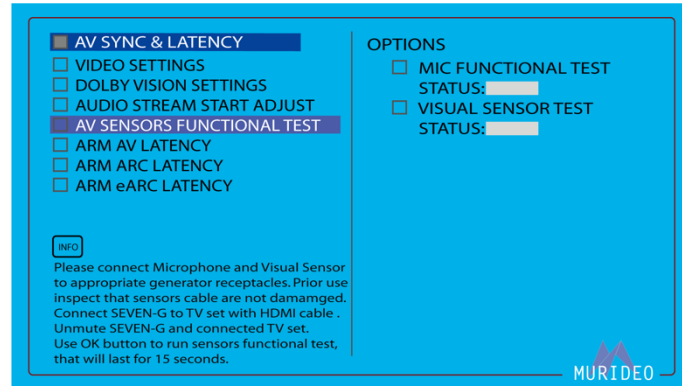 AV SYNC & LATENCY
VIDEO SETTINGS
DOLBY VISION SETTINGS
AUDIO STREAM START ADJUST
AV SENSORS FUNCTIONAL TEST
ARM AV LATENCY
ARM ARC LATENCY
ARM eARC LATENCY
INFO
Please connect Microphone and Visual Sensor
to appropriate generator receptacles. Prior use
inspect that sensors cable are not damamged.
Connect SEVEN-G to TV set with HDMI cable .
Unmute SEVEN-G and connected TV set.
Use OK button to run sensors functional test,
that will last for 15 seconds.
OPTIONS
MIC FUNCTIONAL TEST
STATUS:
VISUAL SENSOR TEST
STATUS:
MURIDEO